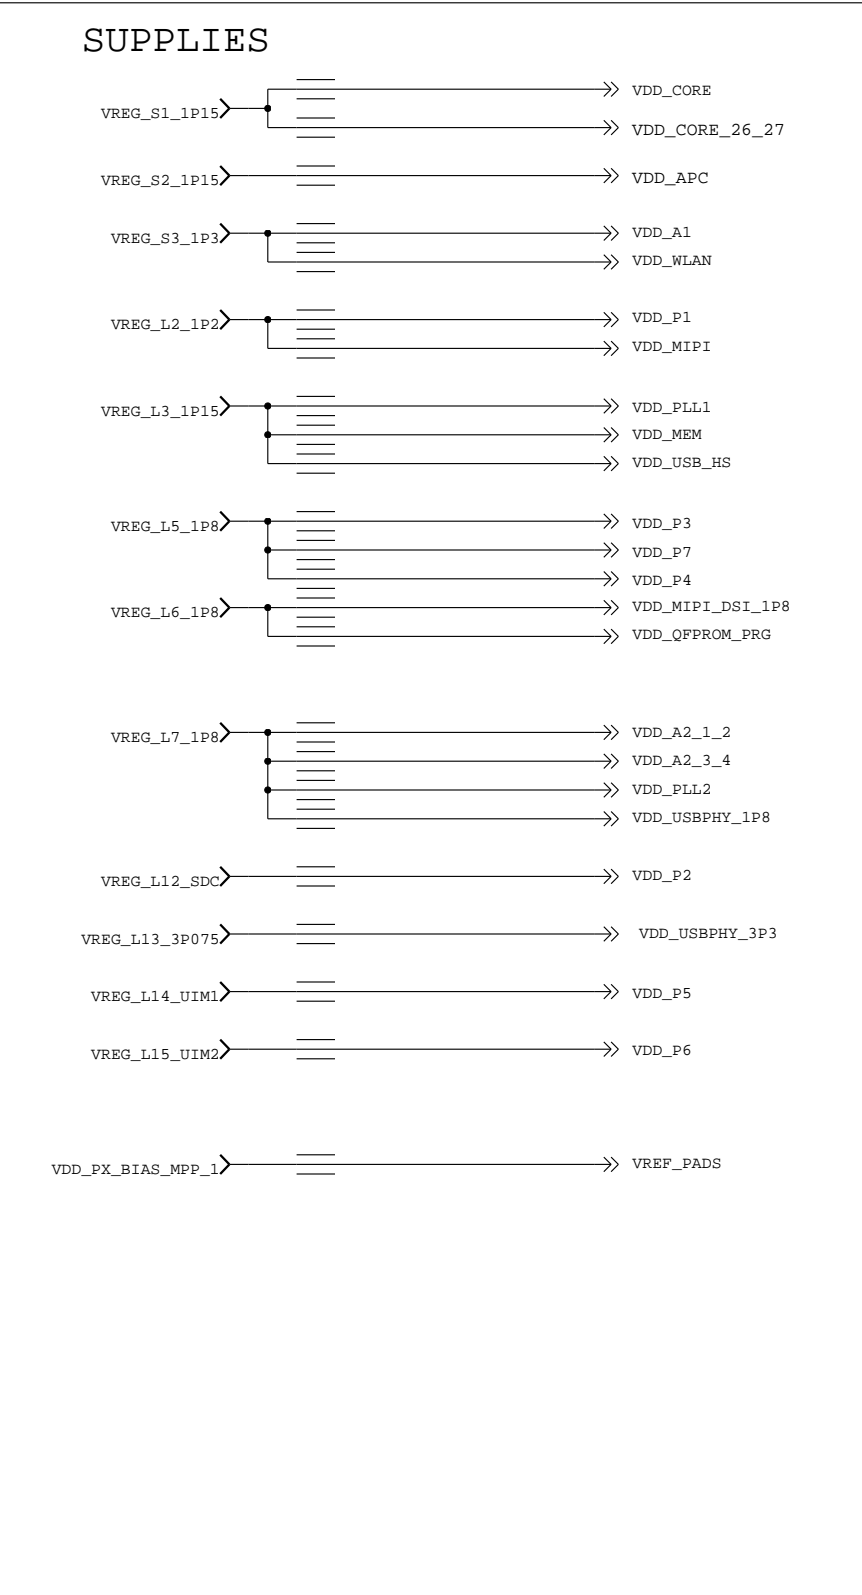 SUPPLIES
VREG_S1_1P15 VDD_CORE
VDD_CORE_26_27
VREG_S2_1P15 VDD_APC
VREG_S3_1P3 VDD_A1
VDD_WLAN
VREG_L2_1P2 VDD_P1
VDD_MIPI
VREG_L3_1P15 VDD_PLL1
VDD_MEM
VDD_USB_HS
VREG_L5_1P8 VDD_P3
VDD_P7
VDD_P4
VREG_L6_1P8 VDD_MIPI_DSI_1P8
VDD_QFPROM_PRG
VREG_L7_1P8 VDD_A2_1_2
VDD_A2_3_4
VDD_PLL2
VDD_USBPHY_1P8
VREG_L12_SDC VDD_P2
VREG_L13_3P075 VDD_USBPHY_3P3
VREG_L14_UIM1 VDD_P5
VREG_L15_UIM2 VDD_P6
VDD_PX_BIAS_MPP_1 VREF_PADS